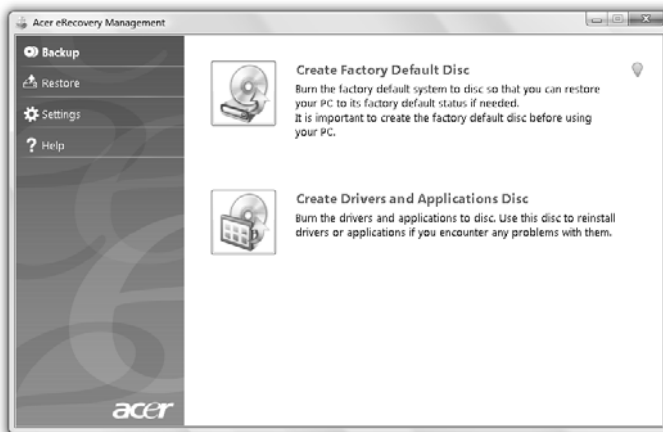 Acer eRecovery Management
Backup
Restore
Settings
? Help
Create Factory Default Disc
Burn the factory default system to disc so that you can restore
your PC to its factory default status if needed.
It is important to create the factory default disc before using
your PC.
Create Drivers and Applications Disc
Burn the drivers and applications to disc. Use this disc to reinstall
drivers or applications if you encounter any problems with them.
acer